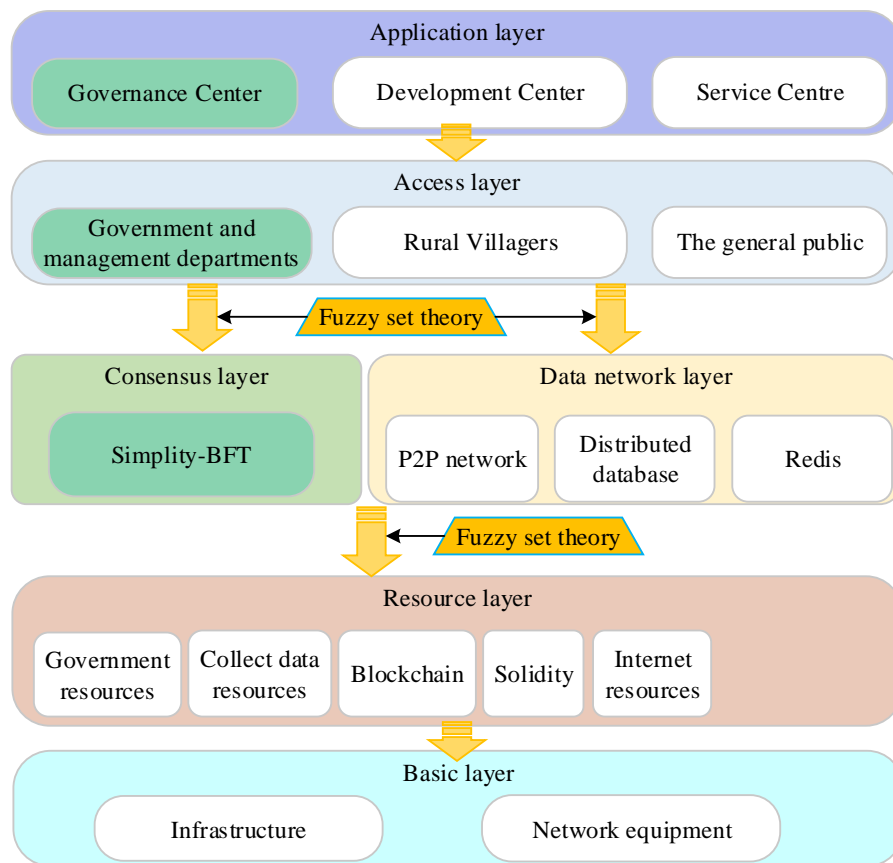 Application layer
Governance Center
Development Center
Service Centre
Access layer
Government and
management departments
Rural Villagers
The general public
Fuzzy set theory
Consensus layer
Simplity-BFT
Data network layer
P2P network
Distributed
database
Redis
Fuzzy set theory
Resource layer
Government
resources
Collect data
resources
Blockchain
Solidity
Internet
resources
Basic layer
Infrastructure
Network equipment